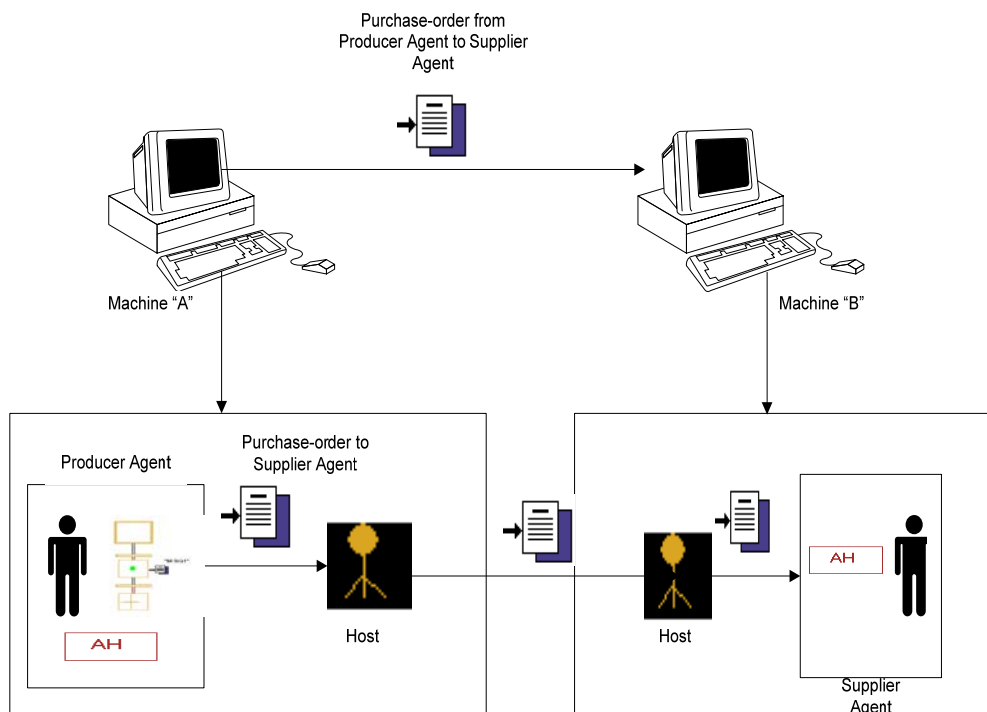 Purchase-order from
Producer Agent to Supplier
Agent
Machine “A”
Machine “B”
Purchase-order to
Supplier Agent
Producer Agent
AH
Host
Host
AH
Supplier
Agent